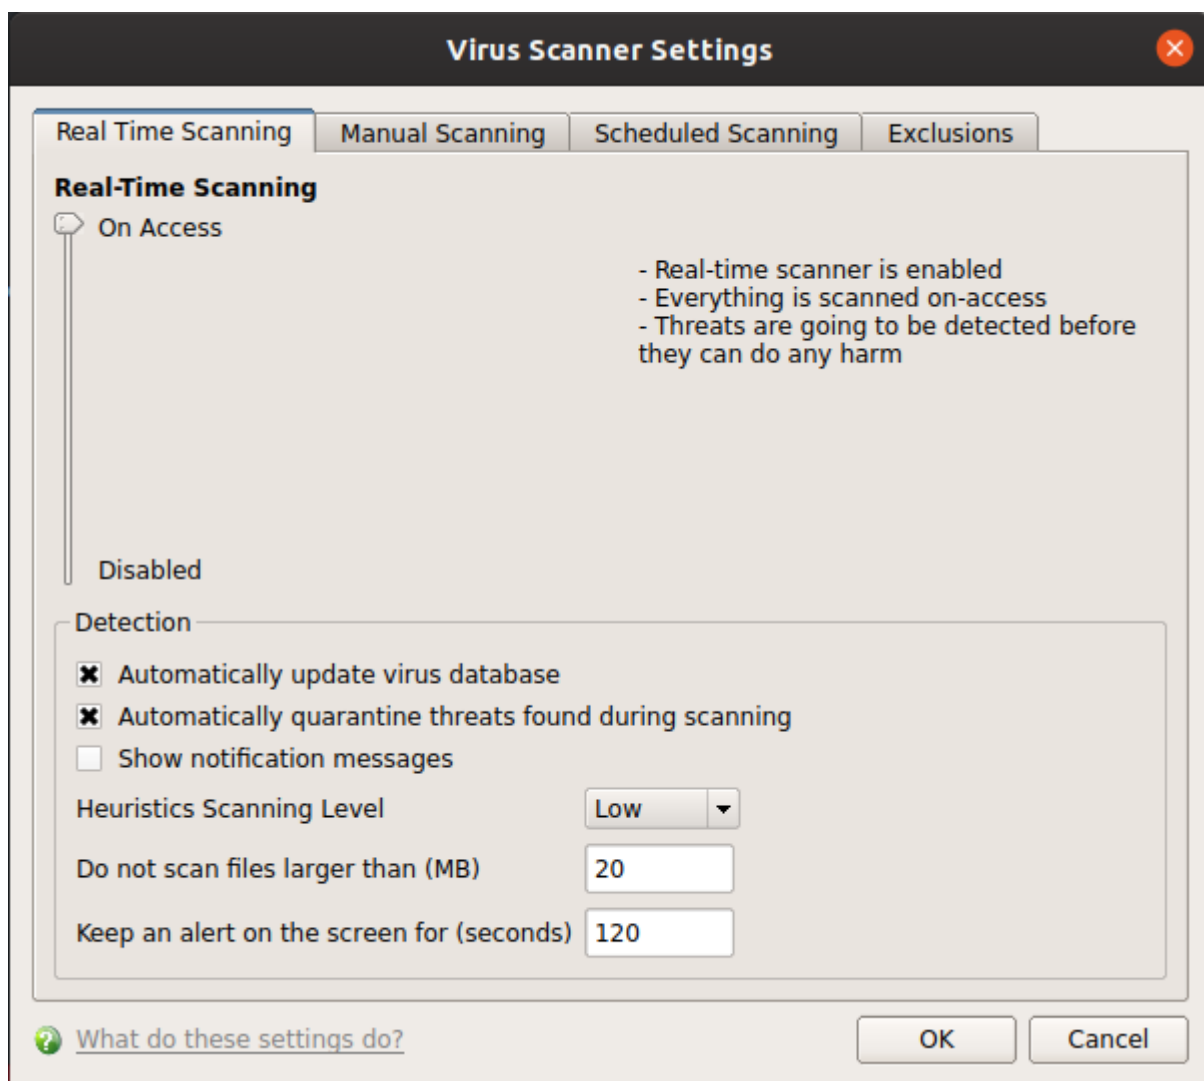 Virus Scanner Settings
Real Time Scanning
Manual Scanning
Scheduled Scanning
Exclusions
Real-Time Scanning
On Access
- Real-time scanner is enabled
- Everything is scanned on-access
- Threats are going to be detected before
they can do any harm
Disabled
Detection
Automatically update virus database
Automatically quarantine threats found during scanning
Show notification messages
Heuristics Scanning Level
Low
Do not scan files larger than (MB)
20
Keep an alert on the screen for (seconds)
120
What do these settings do?
OK
Cancel